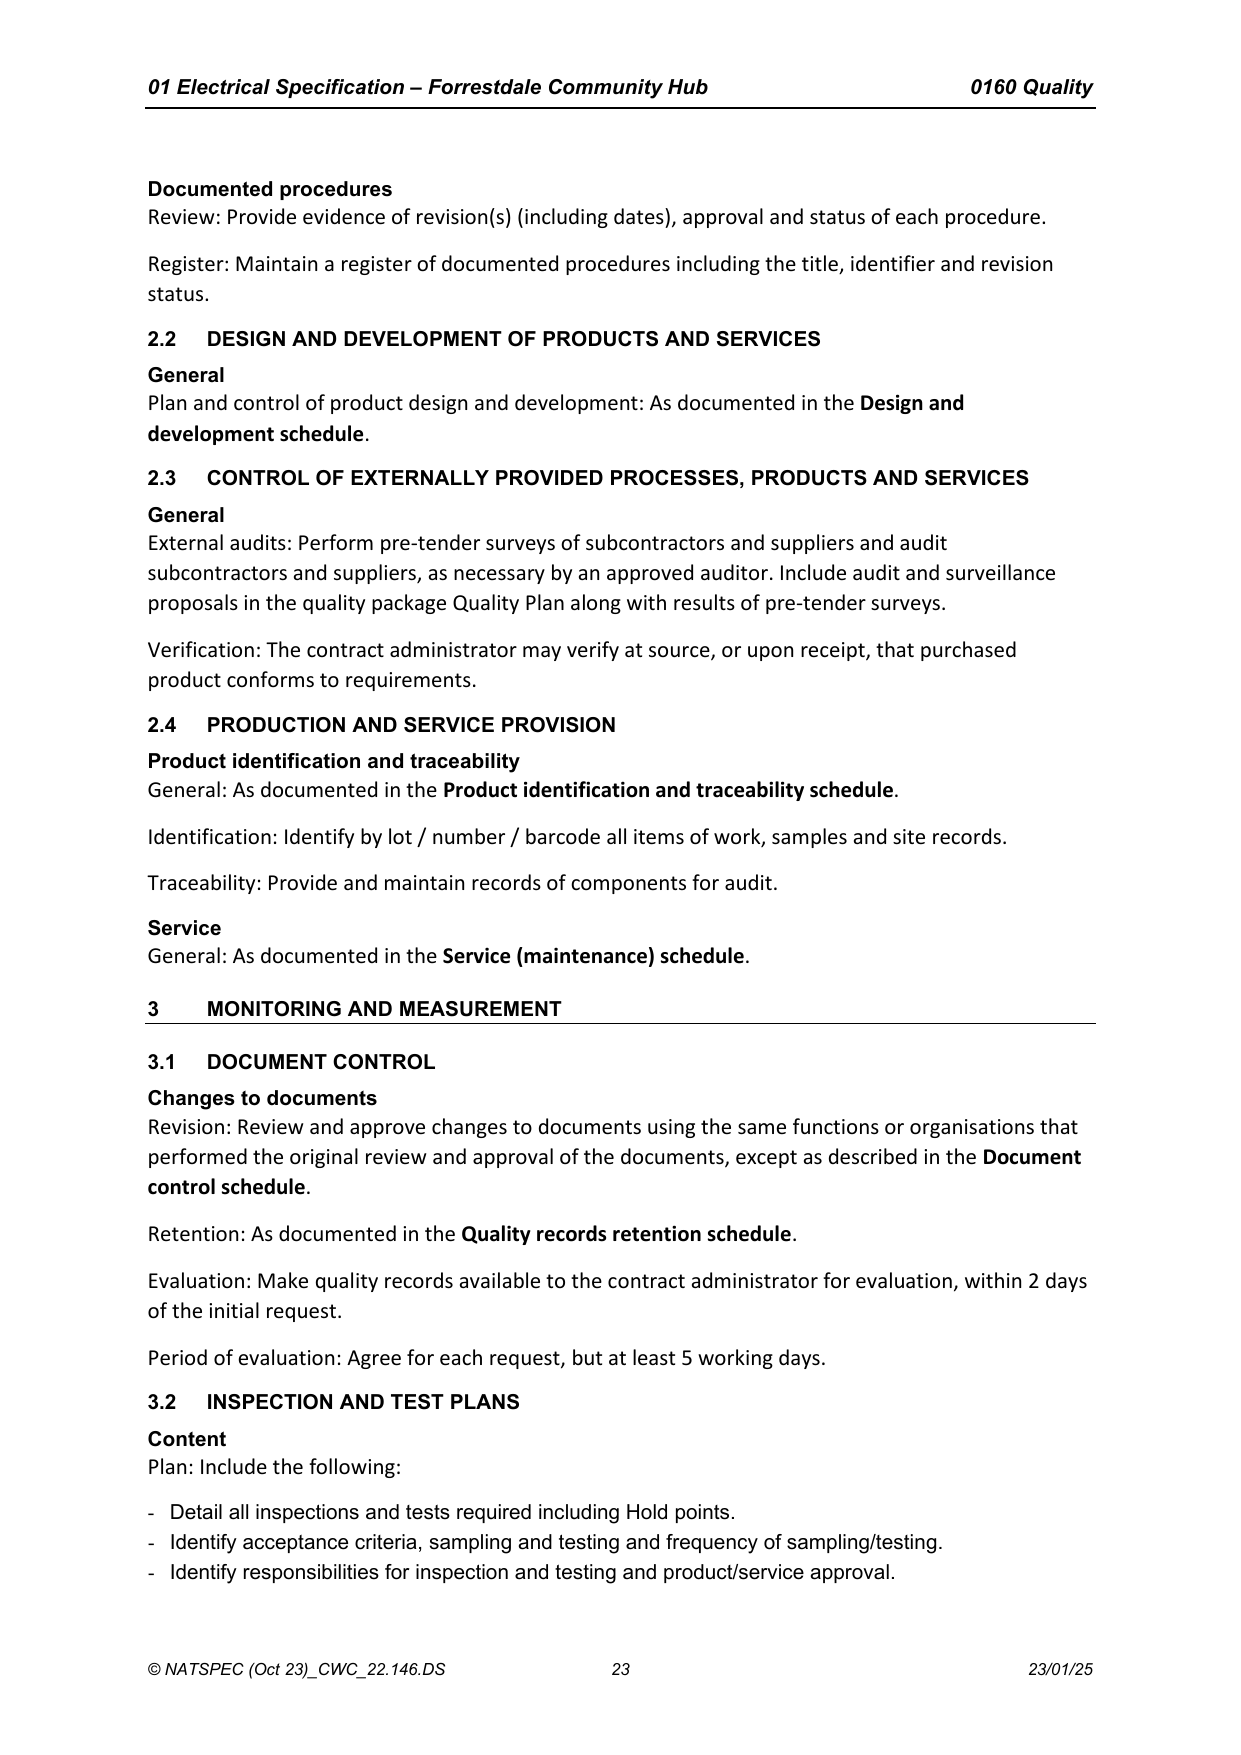 01 Electrical Specification – Forrestdale Community Hub 0160 Quality
Documented procedures
Review: Provide evidence of revision(s) (including dates), approval and status of each procedure.
Register: Maintain a register of documented procedures including the title, identifier and revision
status.
2.2 DESIGN AND DEVELOPMENT OF PRODUCTS AND SERVICES
General
Plan and control of product design and development: As documented in the Design and
development schedule.
2.3 CONTROL OF EXTERNALLY PROVIDED PROCESSES, PRODUCTS AND SERVICES
General
External audits: Perform pre-tender surveys of subcontractors and suppliers and audit
subcontractors and suppliers, as necessary by an approved auditor. Include audit and surveillance
proposals in the quality package Quality Plan along with results of pre-tender surveys.
Verification: The contract administrator may verify at source, or upon receipt, that purchased
product conforms to requirements.
2.4 PRODUCTION AND SERVICE PROVISION
Product identification and traceability
General: As documented in the Product identification and traceability schedule.
Identification: Identify by lot / number / barcode all items of work, samples and site records.
Traceability: Provide and maintain records of components for audit.
Service
General: As documented in the Service (maintenance) schedule.
3 MONITORING AND MEASUREMENT
3.1 DOCUMENT CONTROL
Changes to documents
Revision: Review and approve changes to documents using the same functions or organisations that
performed the original review and approval of the documents, except as described in the Document
control schedule.
Retention: As documented in the Quality records retention schedule.
Evaluation: Make quality records available to the contract administrator for evaluation, within 2 days
of the initial request.
Period of evaluation: Agree for each request, but at least 5 working days.
3.2 INSPECTION AND TEST PLANS
Content
Plan: Include the following:
- Detail all inspections and tests required including Hold points.
- Identify acceptance criteria, sampling and testing and frequency of sampling/testing.
- Identify responsibilities for inspection and testing and product/service approval.
© NATSPEC (Oct 23)_CWC_22.146.DS 23 23/01/25